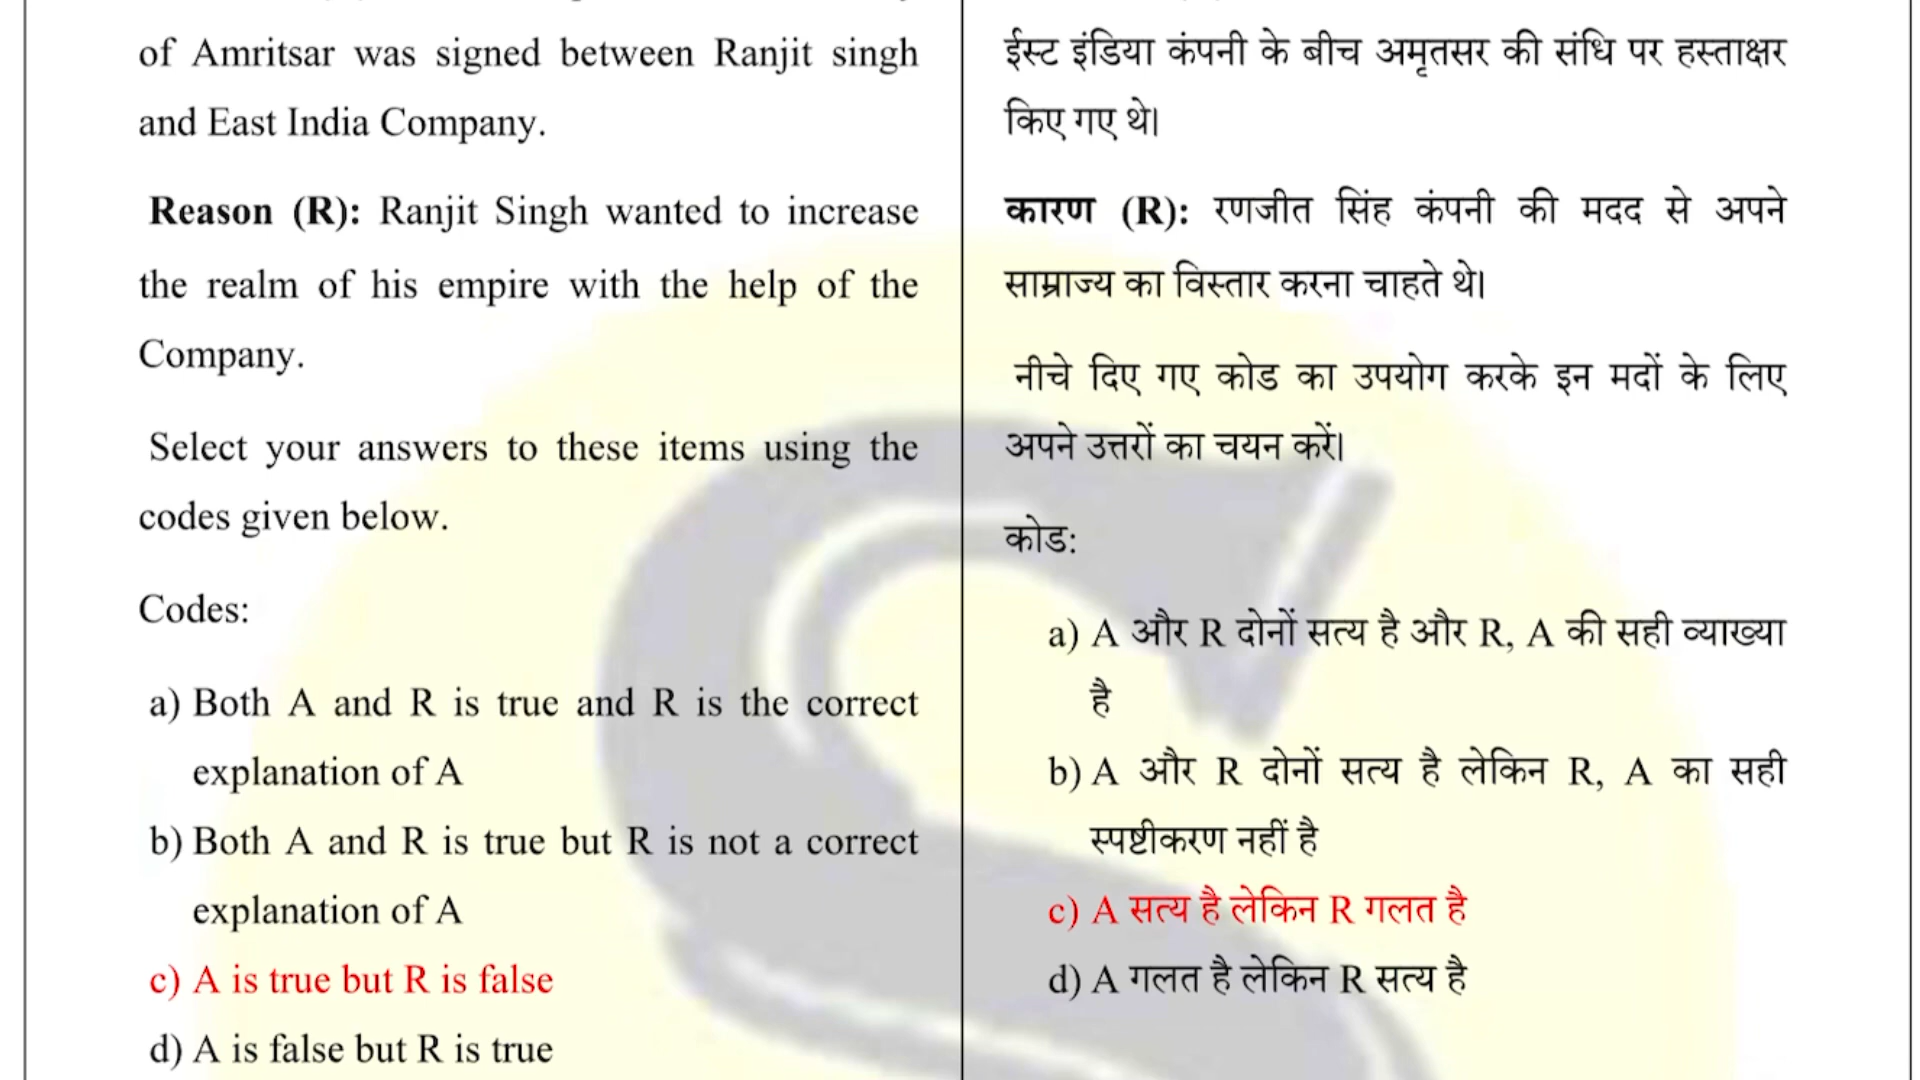 of Amritsar was signed between Ranjit singh
and East India Company.
Reason (R): Ranjit Singh wanted to increase
the realm of his empire with the help of the
Company.
Select your answers to these items using the
codes given below.
Codes:
a) Both A and R is true and R is the correct
explanation of A
b) Both A and R is true but R is not a correct
explanation of A
c) A is true but R is false
d) A is false but R is true
ईस्ट इंडिया कंपनी के बीच अमृतसर की संधि पर हस्ताक्षर
किए गए थे।
कारण (R): रणजीत सिंह कंपनी की मदद से अपने
साम्राज्य का विस्तार करना चाहते थे।
नीचे दिए गए कोड का उपयोग करके इन मदों के लिए
अपने उत्तरों का चयन करें।
कोड:
a) A और R दोनों सत्य है और R, A की सही व्याख्या
है
b) A और R दोनों सत्य है लेकिन R, A का सही
स्पष्टीकरण नहीं है
c) A सत्य है लेकिन R गलत है
d) A गलत है लेकिन R सत्य है